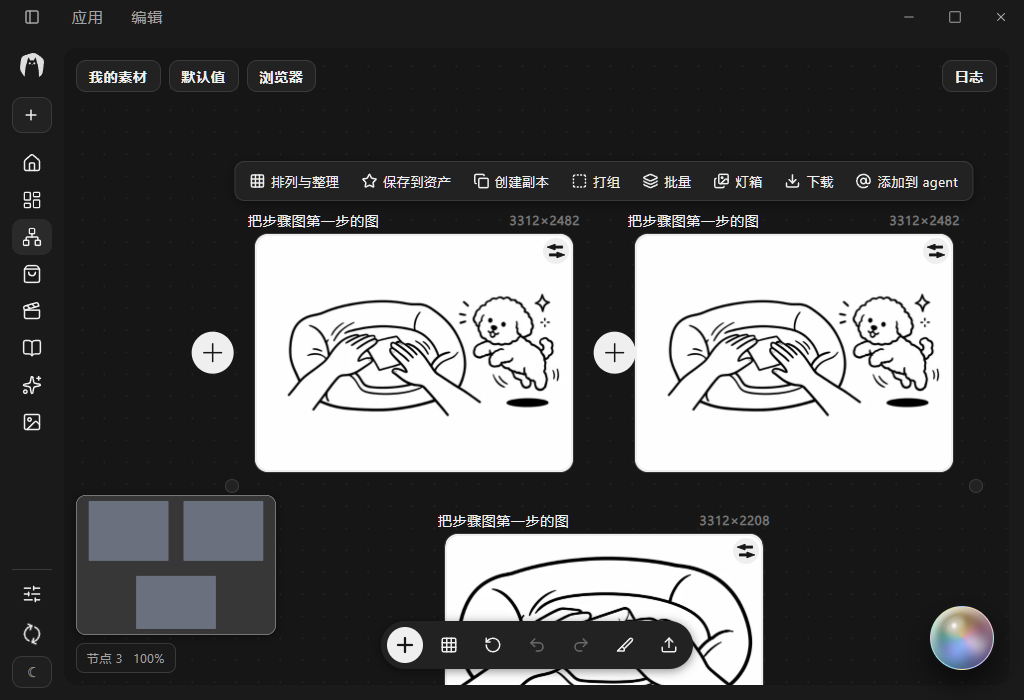 应用 编辑
我的素材 默认值 浏览器 日志
排列与整理 保存到资产 创建副本 打组 批量 灯箱 下载 添加到 agent
把步骤图第一步的图 3312×2482 把步骤图第一步的图 3312×2482
把步骤图第一步的图 3312×2208
节点 3 100%